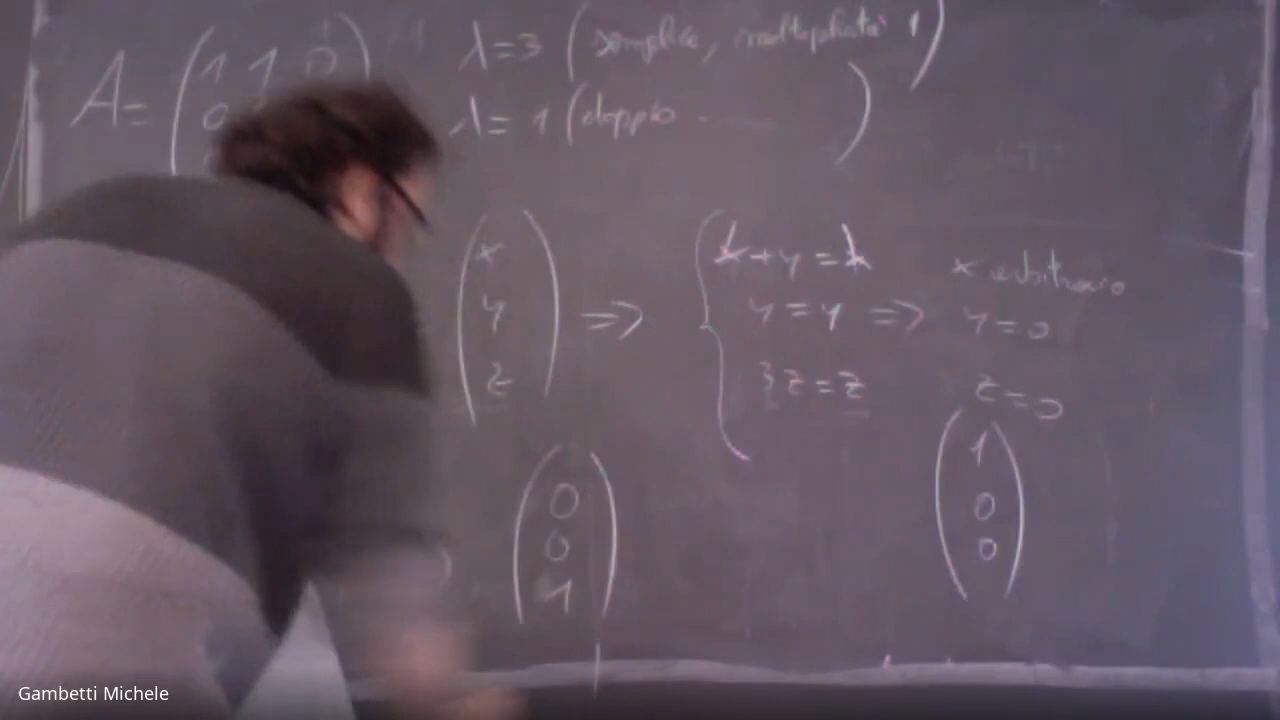 A = ( 1 1 0 ) λ = 3 ( semplice, molteplicità 1 )
0 λ = 1 ( doppio )
x x + y = x x arbitrario
y => y = y => y = 0
z 3z = z z = 0
0 1
0 0
1 0
Gambetti Michele